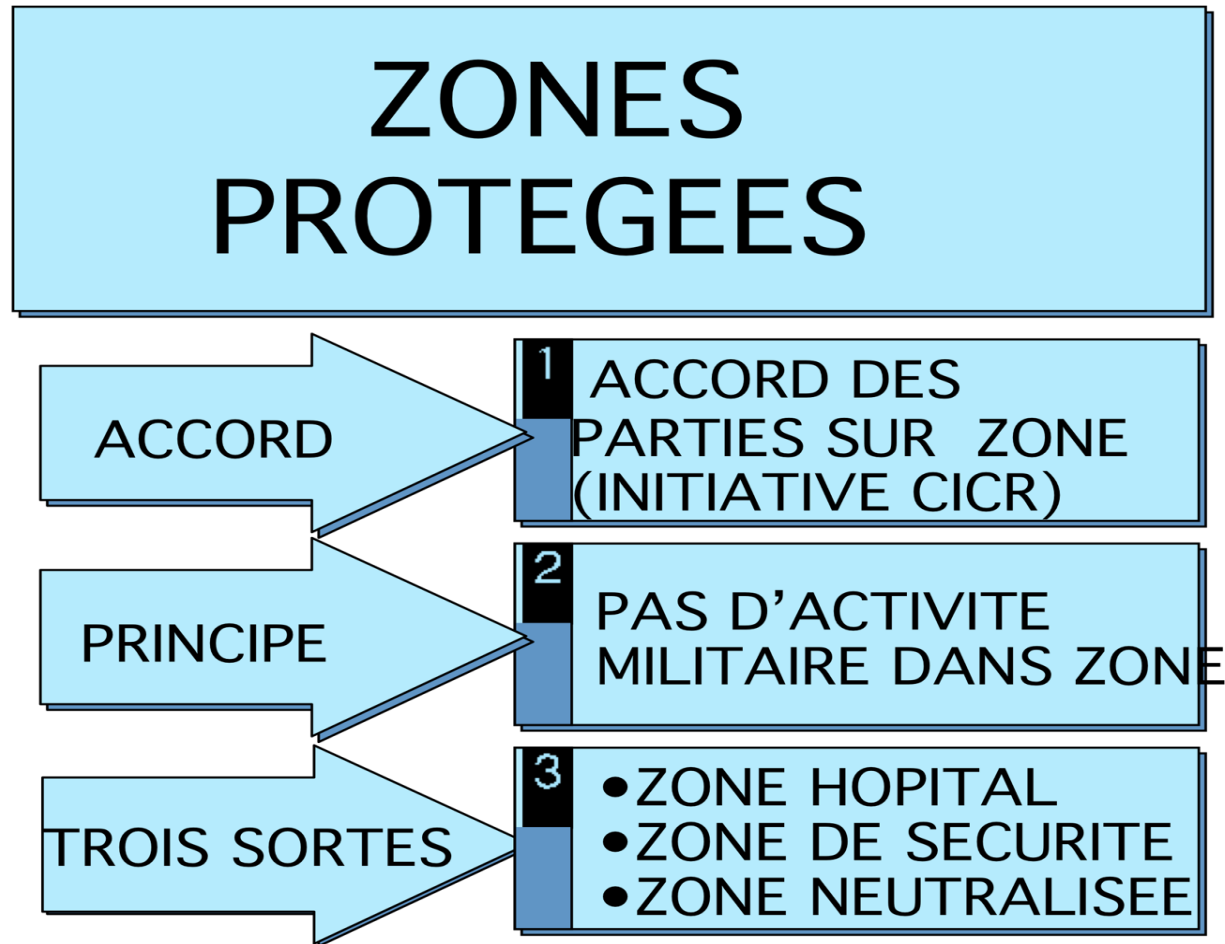 ZONES
PROTEGEES
ACCORD
1
ACCORD DES
PARTIES SUR ZONE
(INITIATIVE CICR)
PRINCIPE
2
PAS D’ACTIVITE
MILITAIRE DANS ZONE
TROIS SORTES
3
•ZONE HOPITAL
•ZONE DE SECURITE
•ZONE NEUTRALISEE